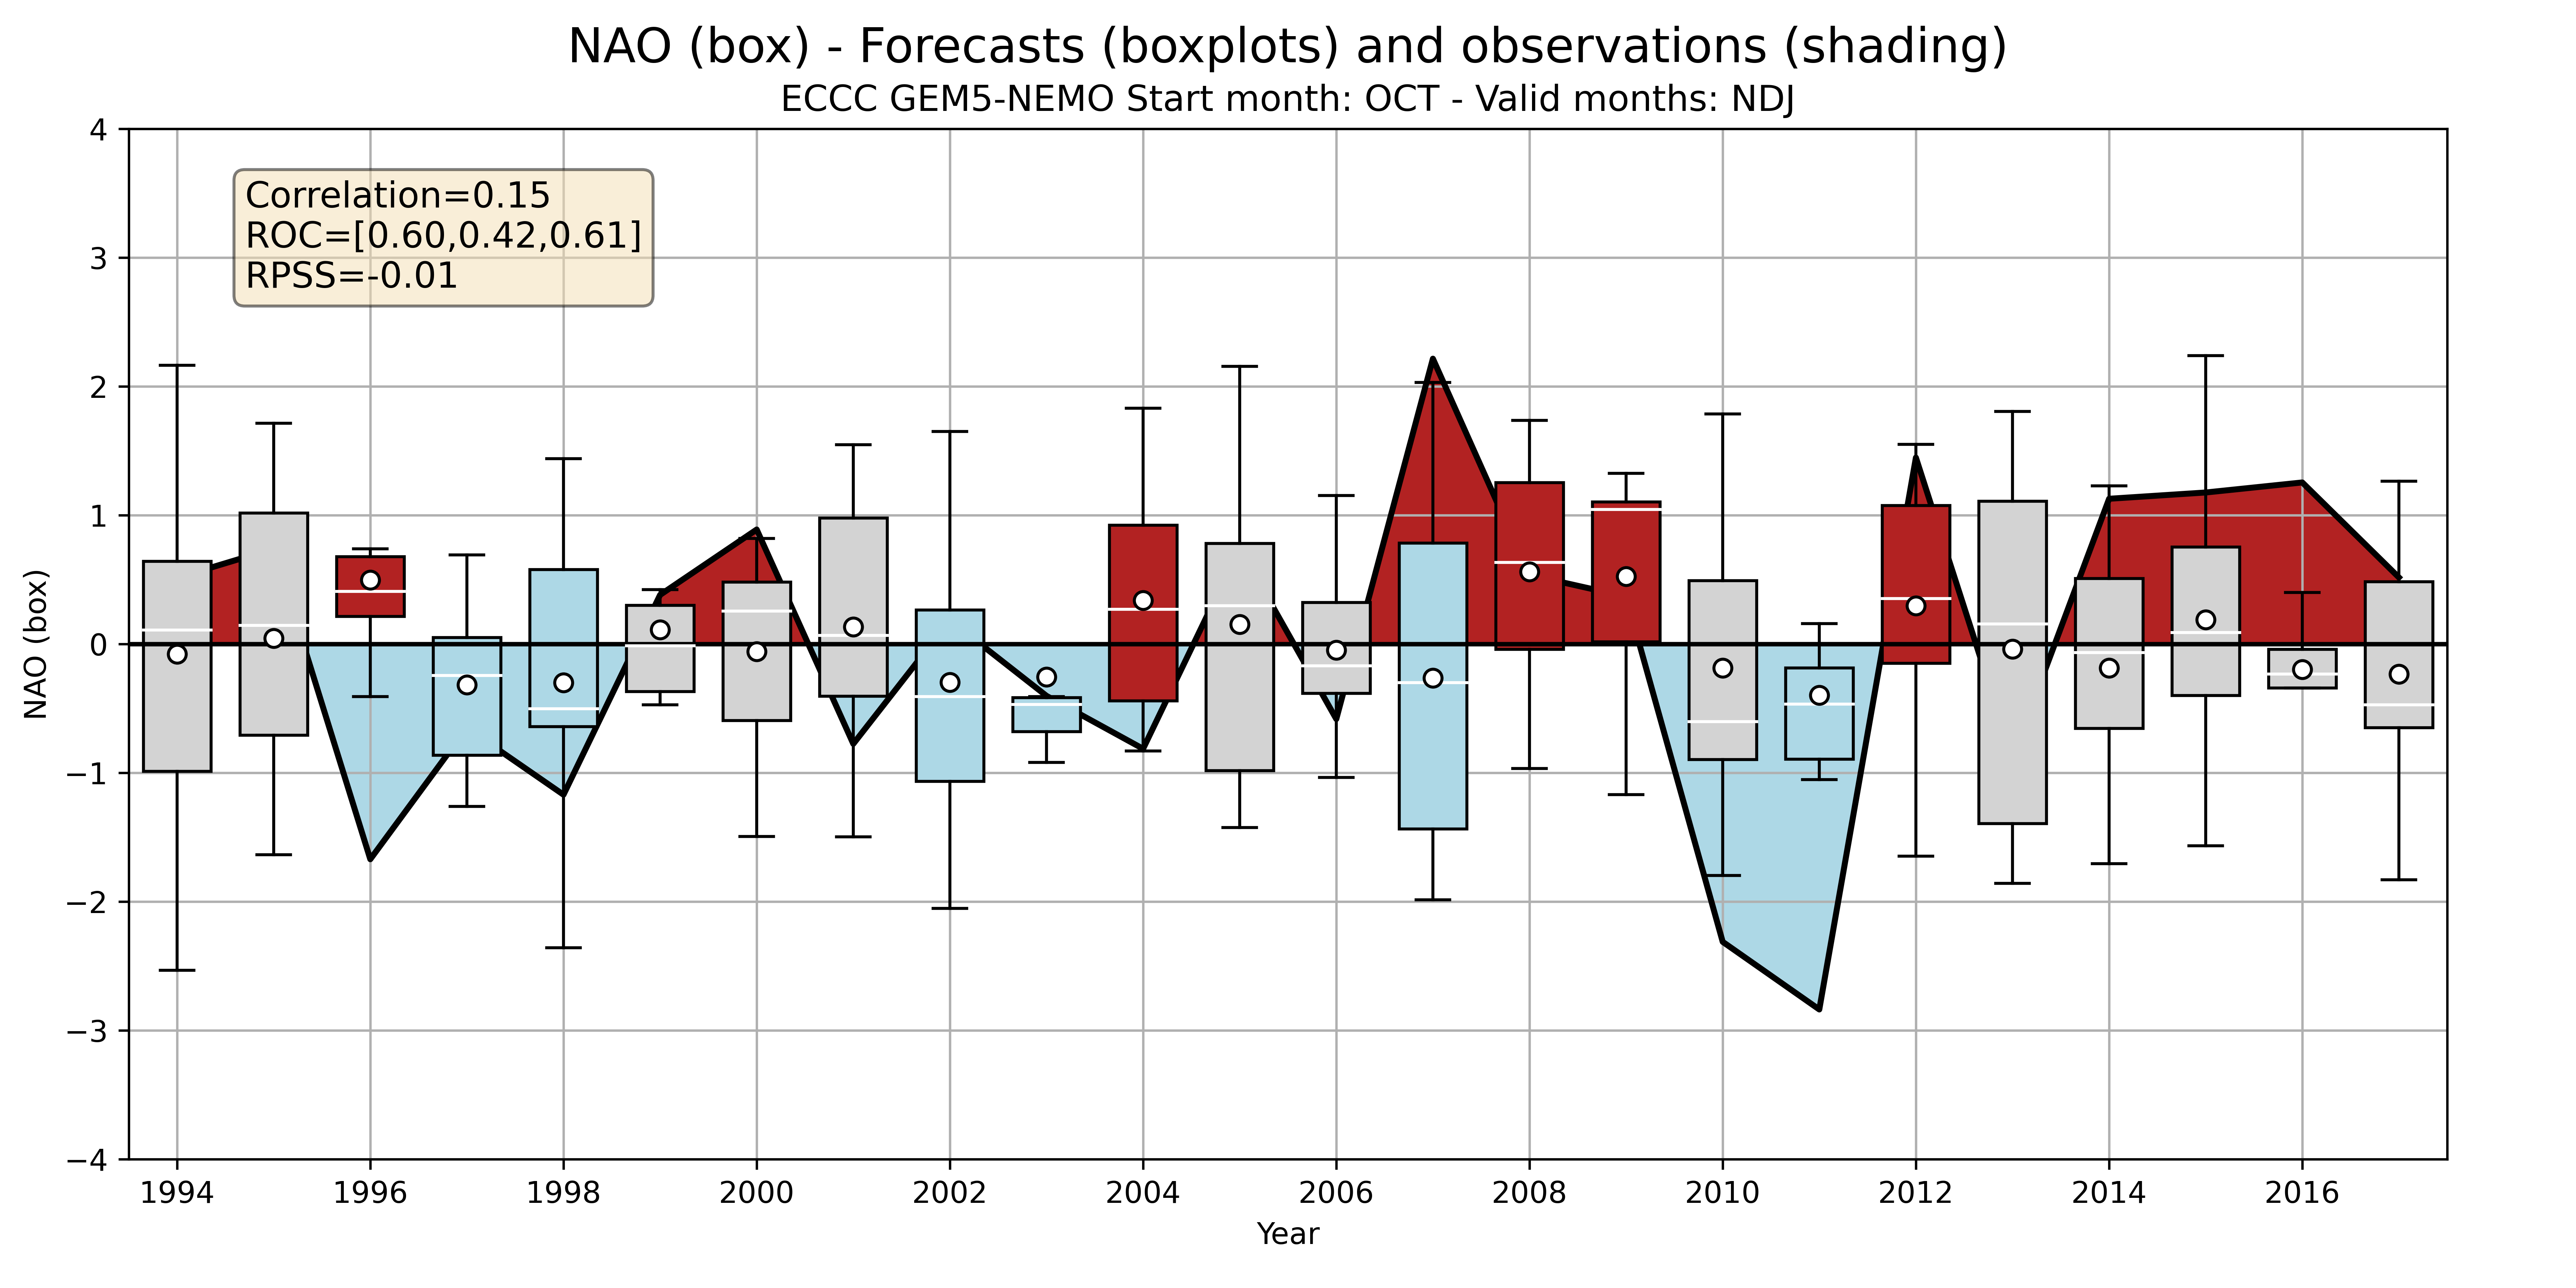 NAO (box) - Forecasts (boxplots) and observations (shading)
ECCC GEM5-NEMO Start month: OCT - Valid months: NDJ
Correlation=0.15
ROC=[0.60,0.42,0.61]
RPSS=-0.01
NAO (box)
4
3
2
1
0
−1
−2
−3
−4
1994 1996 1998 2000 2002 2004 2006 2008 2010 2012 2014 2016
Year